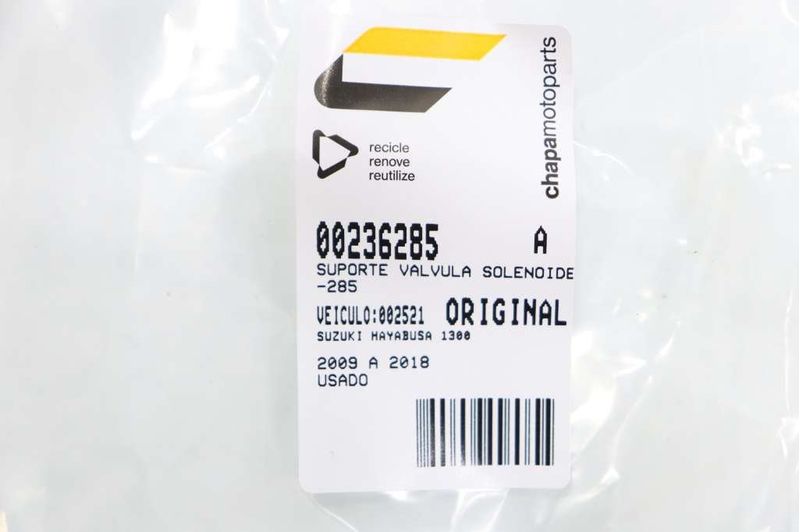 chapamotoparts
recicle
renove
reutilize
00236285 A
SUPORTE VALVULA SOLENOIDE
-285
VEICULO:002521 ORIGINAL
SUZUKI HAYABUSA 1300
2009 A 2018
USADO